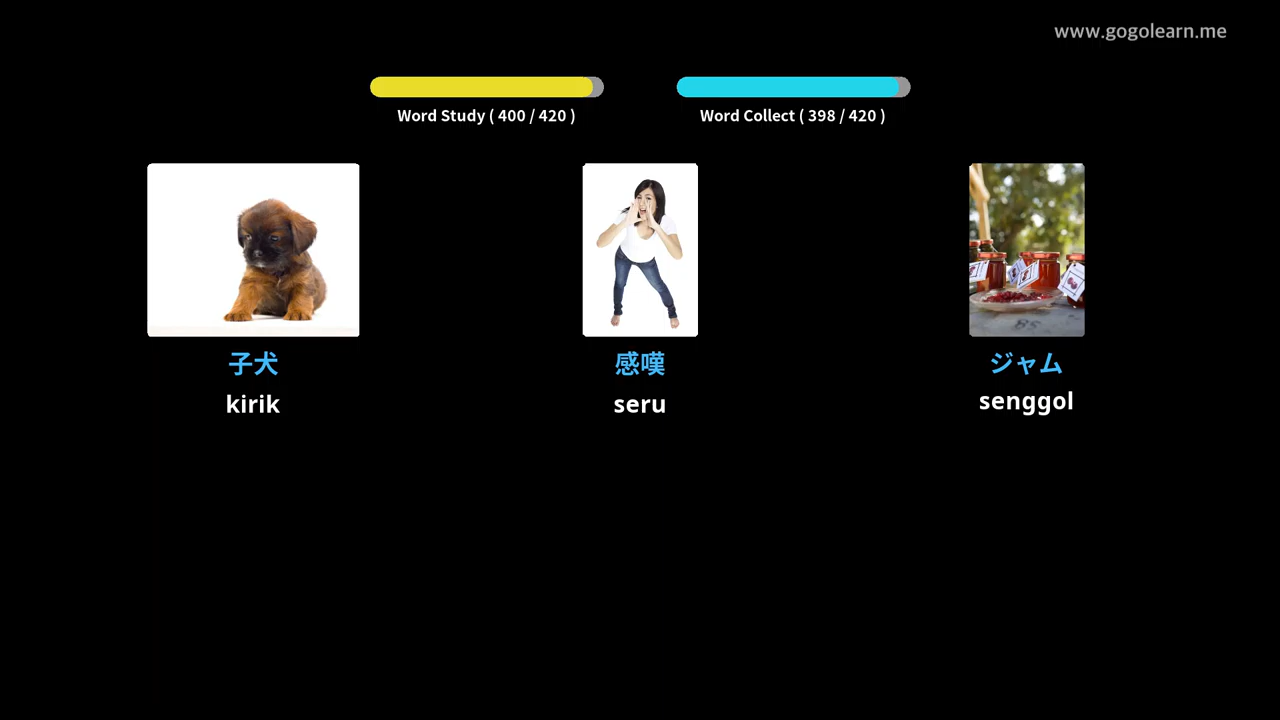 www.gogolearn.me
Word Study ( 400 / 420 )
Word Collect ( 398 / 420 )
子犬
感嘆
ジャム
kirik
seru
senggol